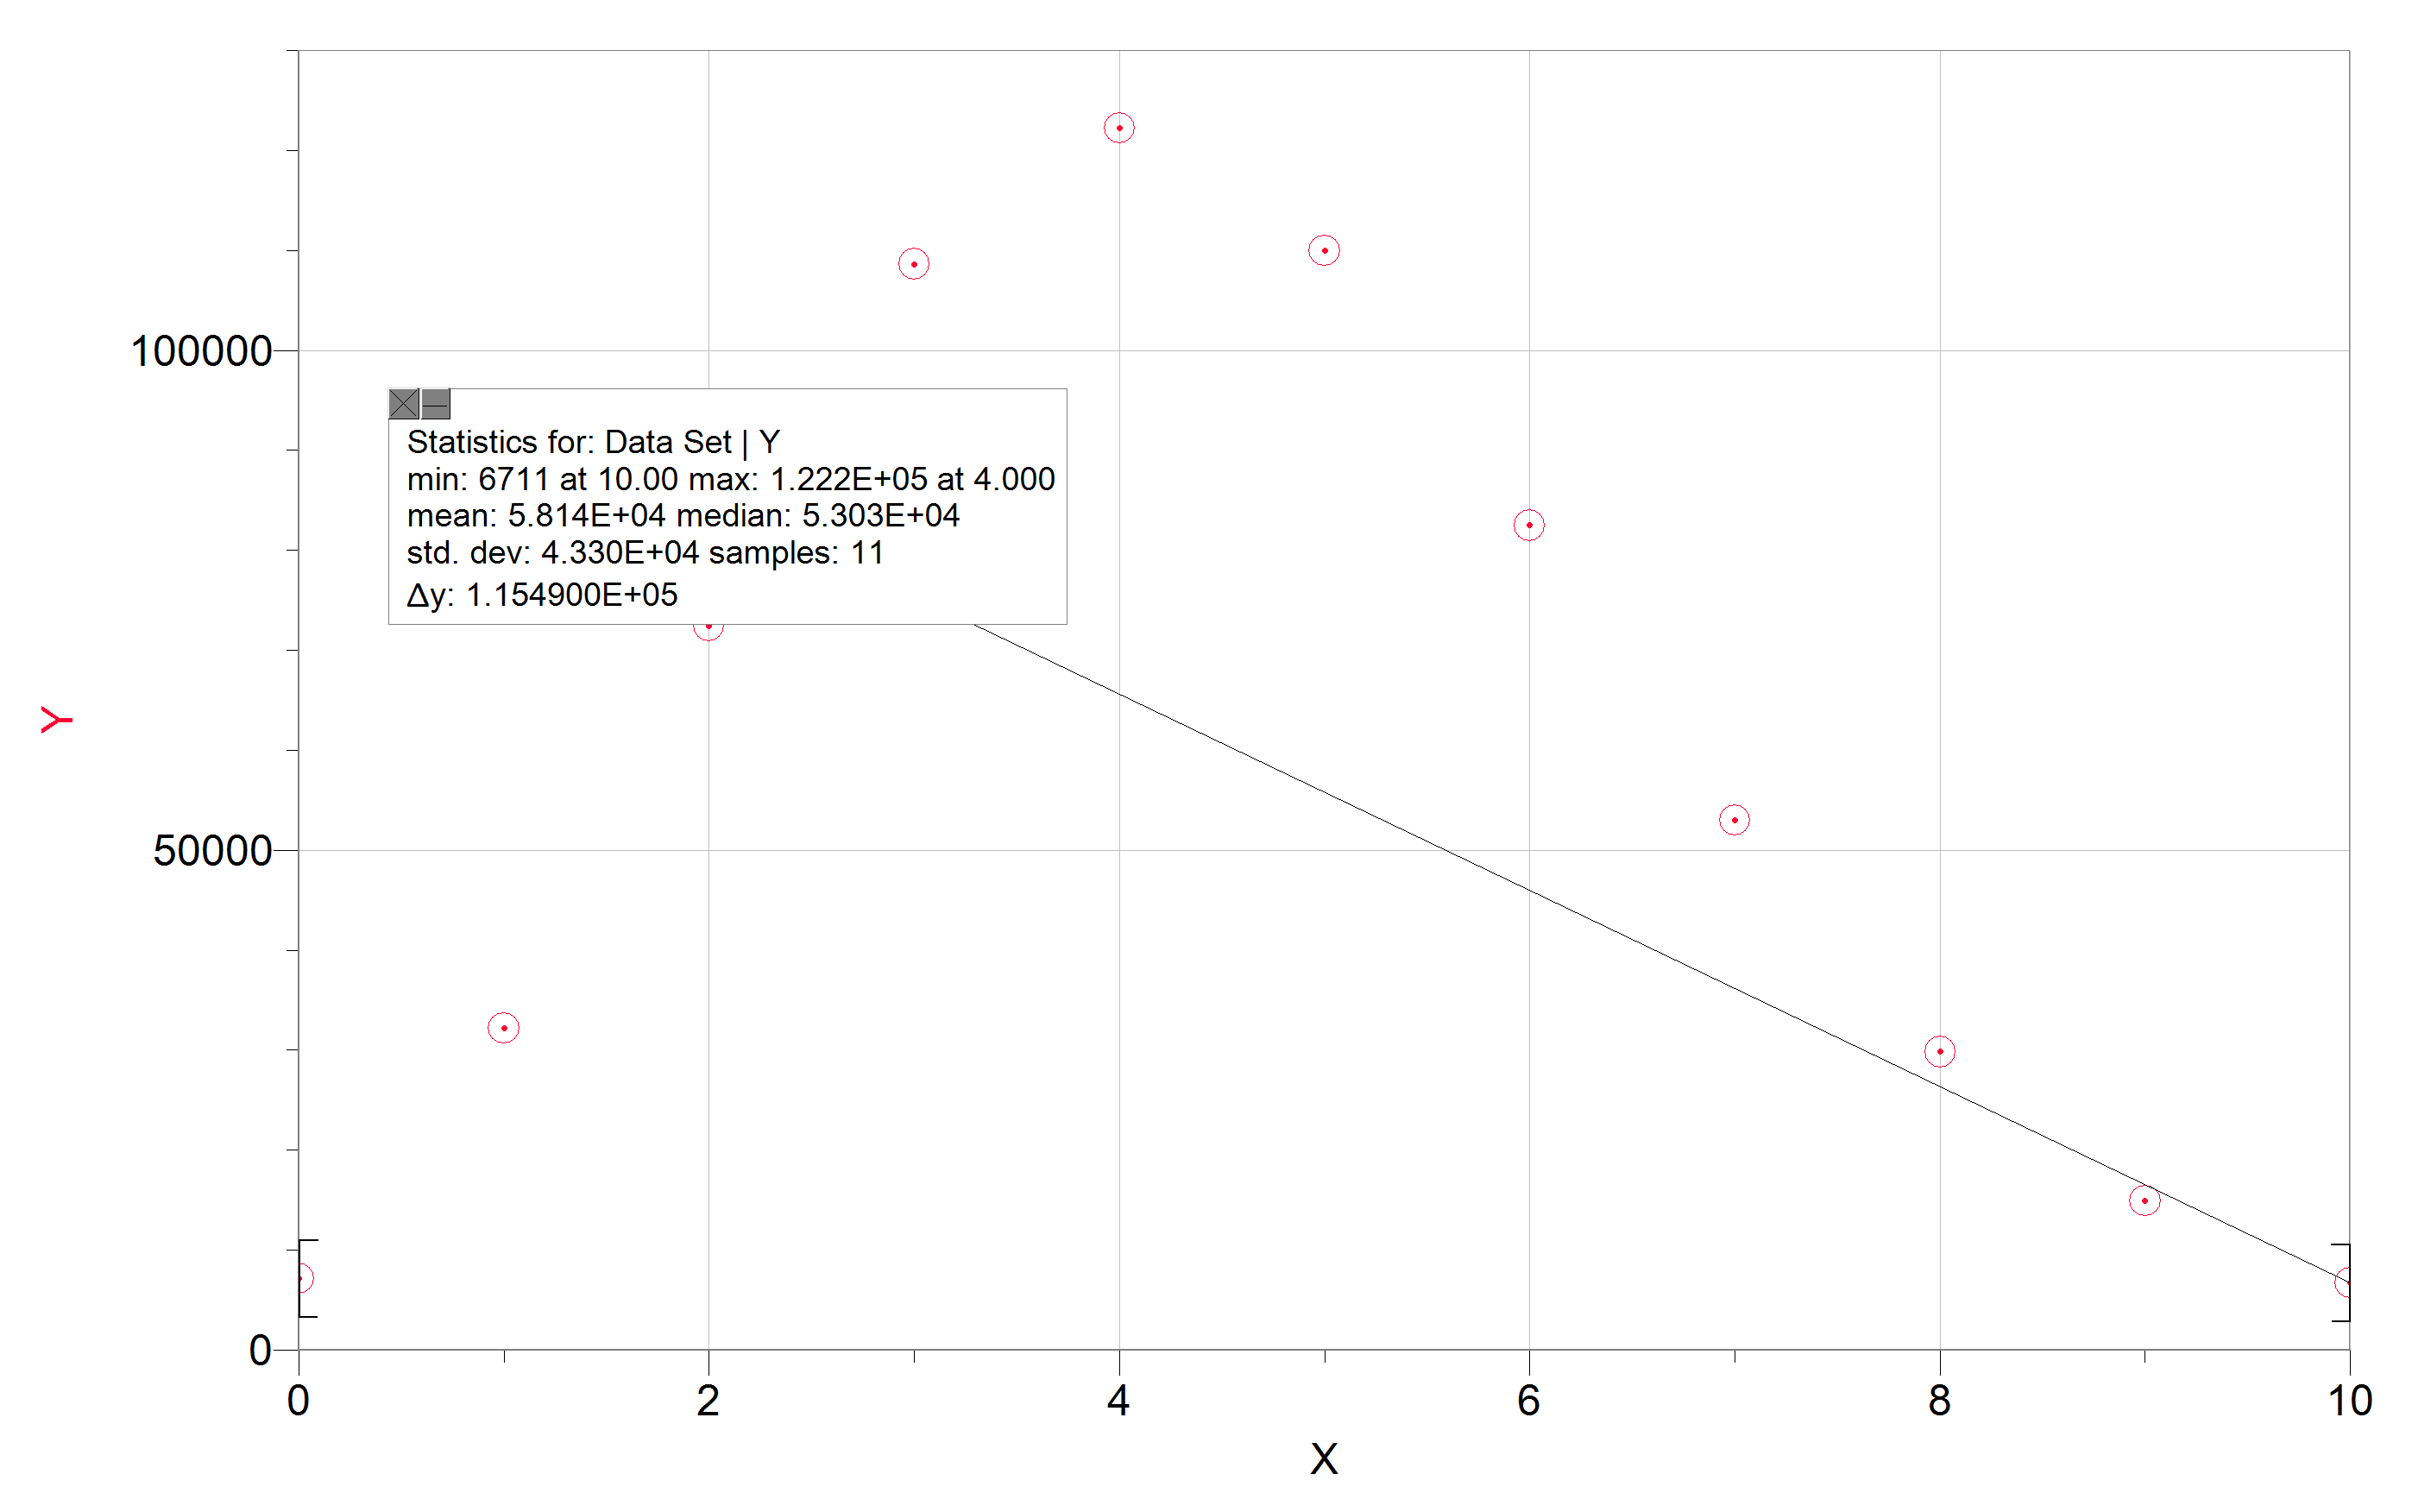 100000
Statistics for: Data Set | Y
min: 6711 at 10.00 max: 1.222E+05 at 4.000
mean: 5.814E+04 median: 5.303E+04
std. dev: 4.330E+04 samples: 11
Δy: 1.154900E+05
Y
50000
0
0 2 4 6 8 10
X